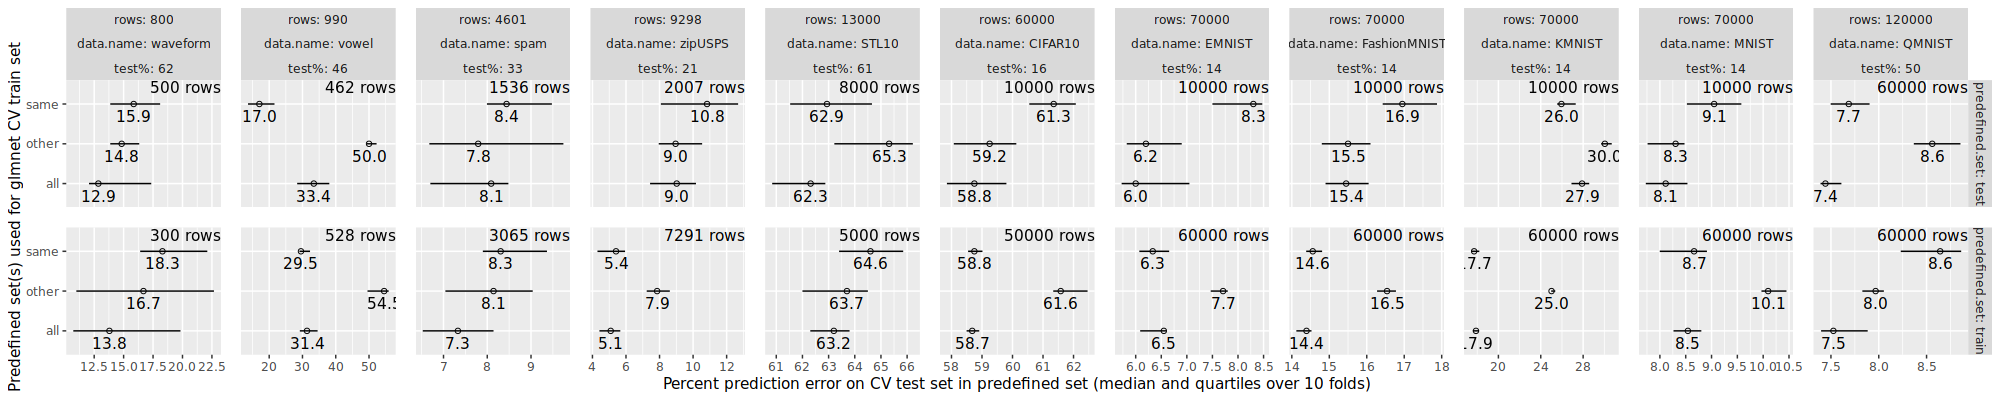 rows: 800 rows: 990 rows: 4601 rows: 9298 rows: 13000 rows: 60000 rows: 70000 rows: 70000 rows: 70000 rows: 70000 rows: 120000
data.name: waveform data.name: vowel data.name: spam data.name: zipUSPS data.name: STL10 data.name: CIFAR10 data.name: EMNIST data.name: FashionMNIST data.name: KMNIST data.name: MNIST data.name: QMNIST
test%: 62 test%: 46 test%: 33 test%: 21 test%: 61 test%: 16 test%: 14 test%: 14 test%: 14 test%: 14 test%: 50
Predefined set(s) used for glmnet CV train set
500 rows 462 rows 1536 rows 2007 rows 8000 rows 10000 rows 10000 rows 10000 rows 10000 rows 10000 rows 60000 rows
same
15.9 17.0 8.4 10.8 62.9 61.3 8.3 16.9 26.0 9.1 7.7
other
14.8 50.0 7.8 9.0 65.3 59.2 6.2 15.5 30.0 8.3 8.6
all
12.9 33.4 8.1 9.0 62.3 58.8 6.0 15.4 27.9 8.1 7.4
predefined.set: test
300 rows 528 rows 3065 rows 7291 rows 5000 rows 50000 rows 60000 rows 60000 rows 60000 rows 60000 rows 60000 rows
same
18.3 29.5 8.3 5.4 64.6 58.8 6.3 14.6 17.7 8.7 8.6
other
16.7 54.5 8.1 7.9 63.7 61.6 7.7 16.5 25.0 10.1 8.0
all
13.8 31.4 7.3 5.1 63.2 58.7 6.5 14.4 17.9 8.5 7.5
predefined.set: train
12.5 15.0 17.5 20.0 22.5 20 30 40 50 7 8 9 4 6 8 10 12 61 62 63 64 65 66 58 59 60 61 62 6.0 6.5 7.0 7.5 8.0 8.5 14 15 16 17 18 20 24 28 8.0 8.5 9.0 9.5 10.0 10.5 7.5 8.0 8.5
Percent prediction error on CV test set in predefined set (median and quartiles over 10 folds)